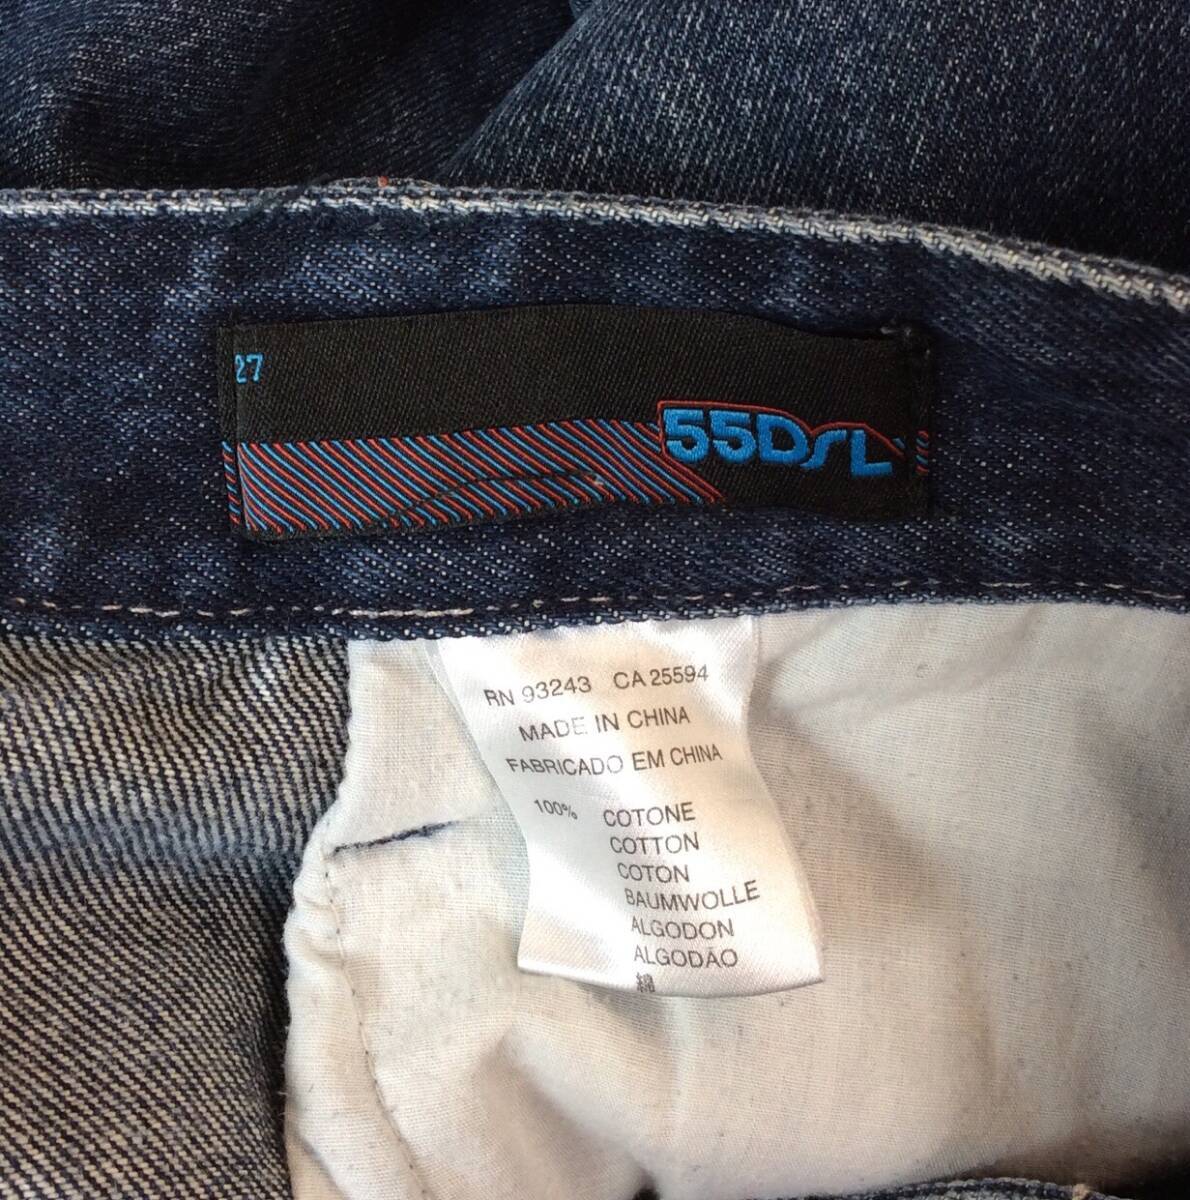 27
55DSL
RN 93243 CA 25594
MADE IN CHINA
FABRICADO EM CHINA
100% COTONE
COTTON
COTON
BAUMWOLLE
ALGODON
ALGODÃO
綿